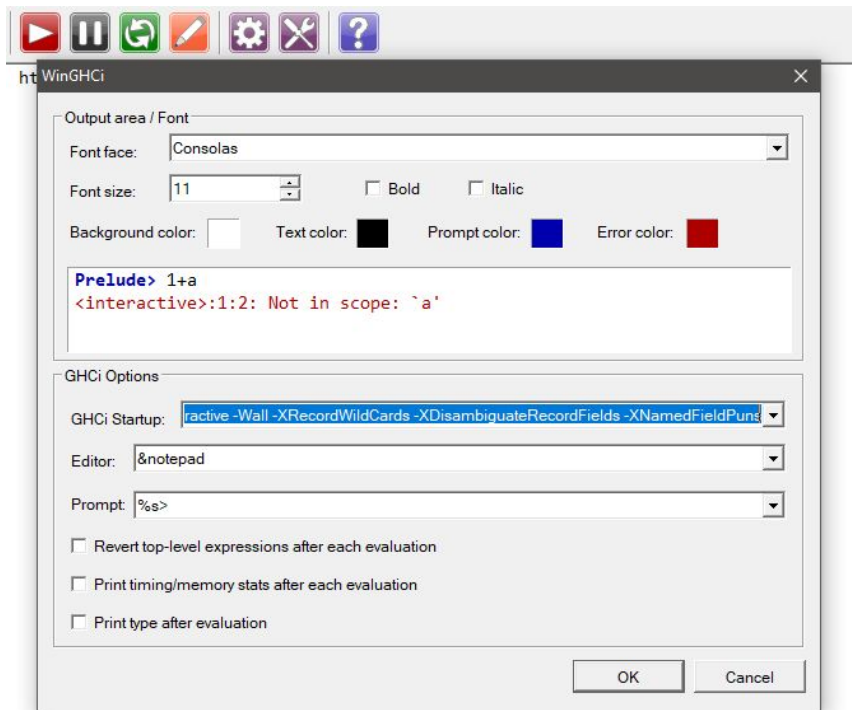 ?
ht
WinGHCi
Output area / Font
Font face: Consolas
Font size: 11 Bold Italic
Background color: Text color: Prompt color: Error color:
Prelude> 1+a
<interactive>:1:2: Not in scope: `a'
GHCi Options
GHCi Startup: ractive -Wall -XRecordWildCards -XDisambiguateRecordFields -XNamedFieldPuns
Editor: &notepad
Prompt: %s>
Revert top-level expressions after each evaluation
Print timing/memory stats after each evaluation
Print type after evaluation
OK Cancel